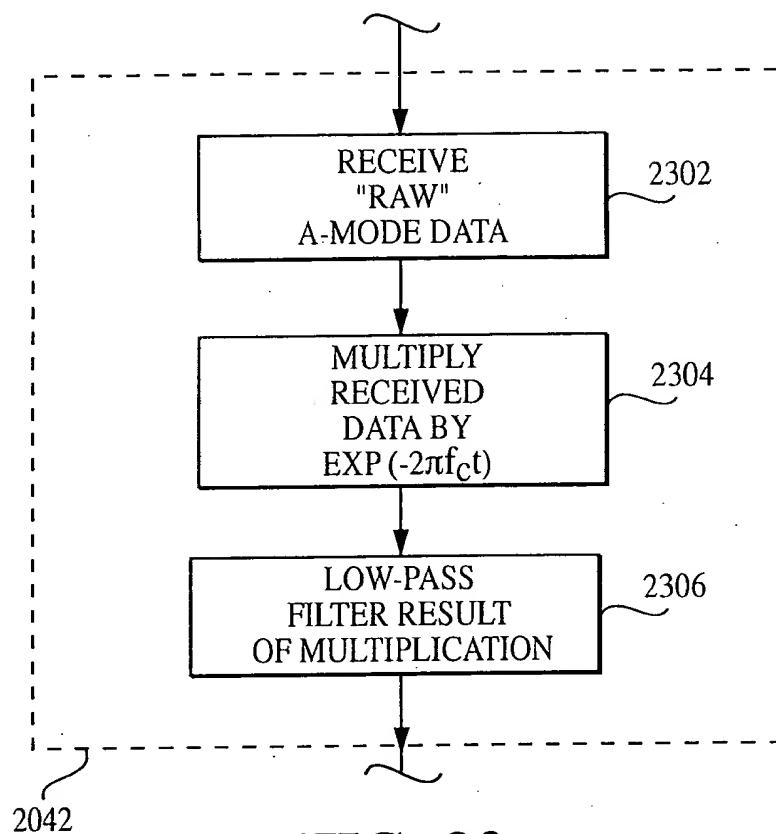 RECEIVE
"RAW"
A-MODE DATA
2302
MULTIPLY
RECEIVED
DATA BY
EXP (-2πfCt)
2304
LOW-PASS
FILTER RESULT
OF MULTIPLICATION
2306
2042